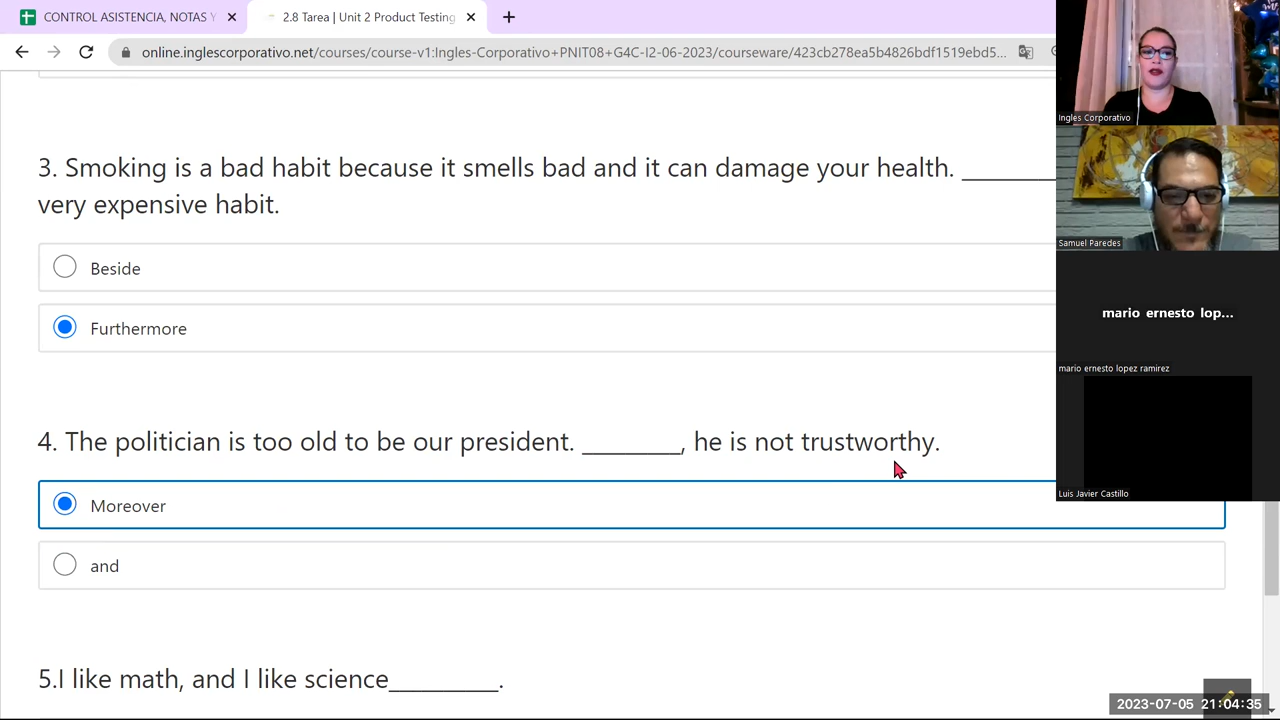 CONTROL ASISTENCIA, NOTAS Y
2.8 Tarea | Unit 2 Product Testing
online.inglescorporativo.net/courses/course-v1:Ingles-Corporativo+PNIT08+G4C-I2-06-2023/courseware/423cb278ea5b4826bdf1519ebd5...
Ingles Corporativo
3. Smoking is a bad habit because it smells bad and it can damage your health. __________
very expensive habit.
Samuel Paredes
Beside
mario ernesto lop...
Furthermore
mario ernesto lopez ramirez
4. The politician is too old to be our president. _________, he is not trustworthy.
Luis Javier Castillo
Moreover
and
5.I like math, and I like science__________.
2023-07-05 21:04:35